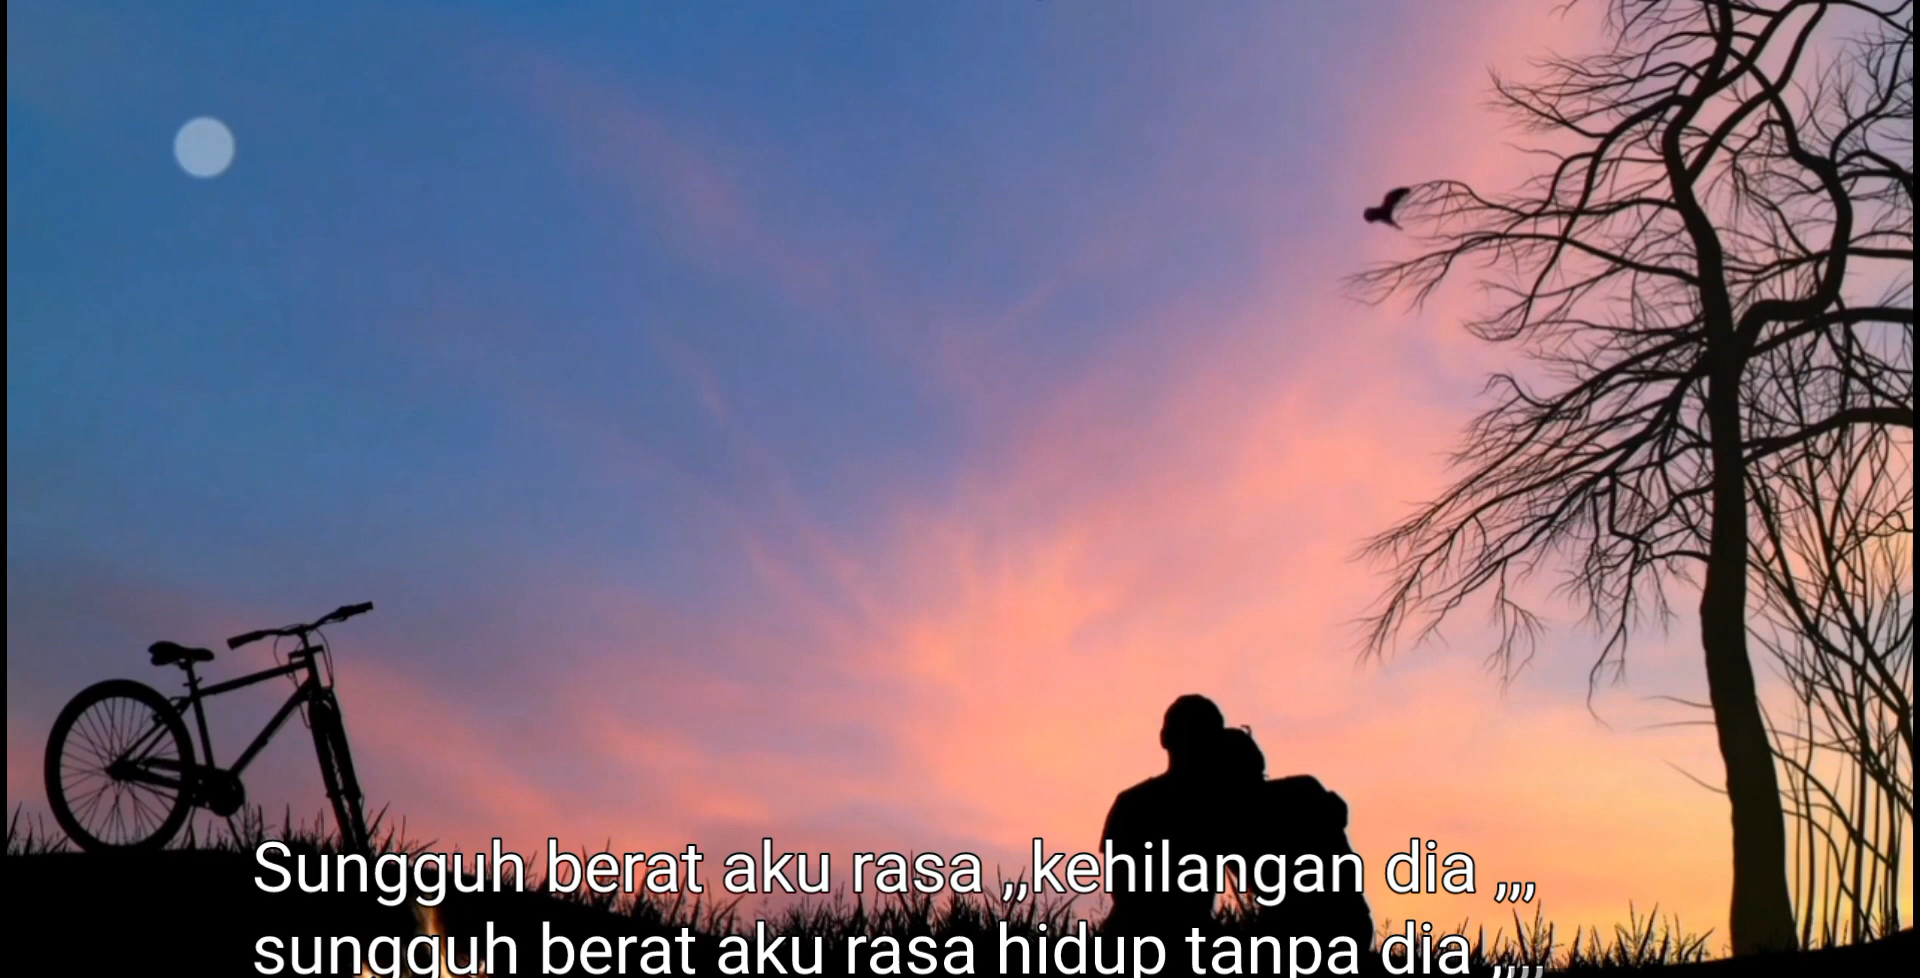 Sungguh berat aku rasa ,,kehilangan dia ,,,
sungguh berat aku rasa hidup tanpa dia ,,,,